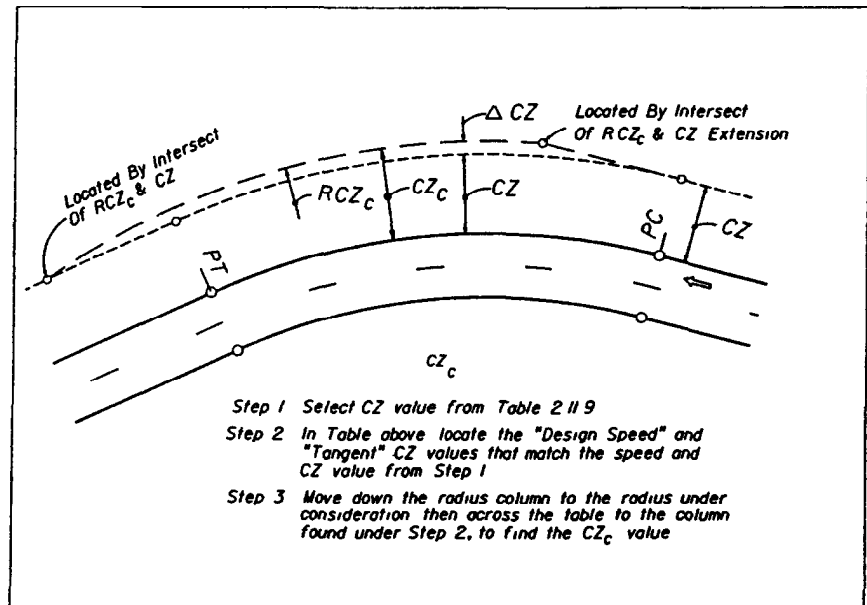 Δ CZ
Located By Intersect
Of RCZc & CZ Extension
Located By Intersect
Of RCZc & CZ
RCZc
CZc
CZ
PC
CZ
PT
CZc
Step 1 Select CZ value from Table 2 11 9
Step 2 In Table above locate the "Design Speed" and
"Tangent" CZ values that match the speed and
CZ value from Step 1
Step 3 Move down the radius column to the radius under
consideration then across the table to the column
found under Step 2, to find the CZc value